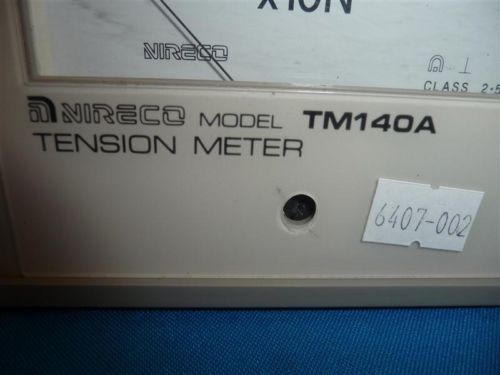 X10N
NIRECO
CLASS 2.5
NIRECO MODEL TM140A
TENSION METER
6407-002